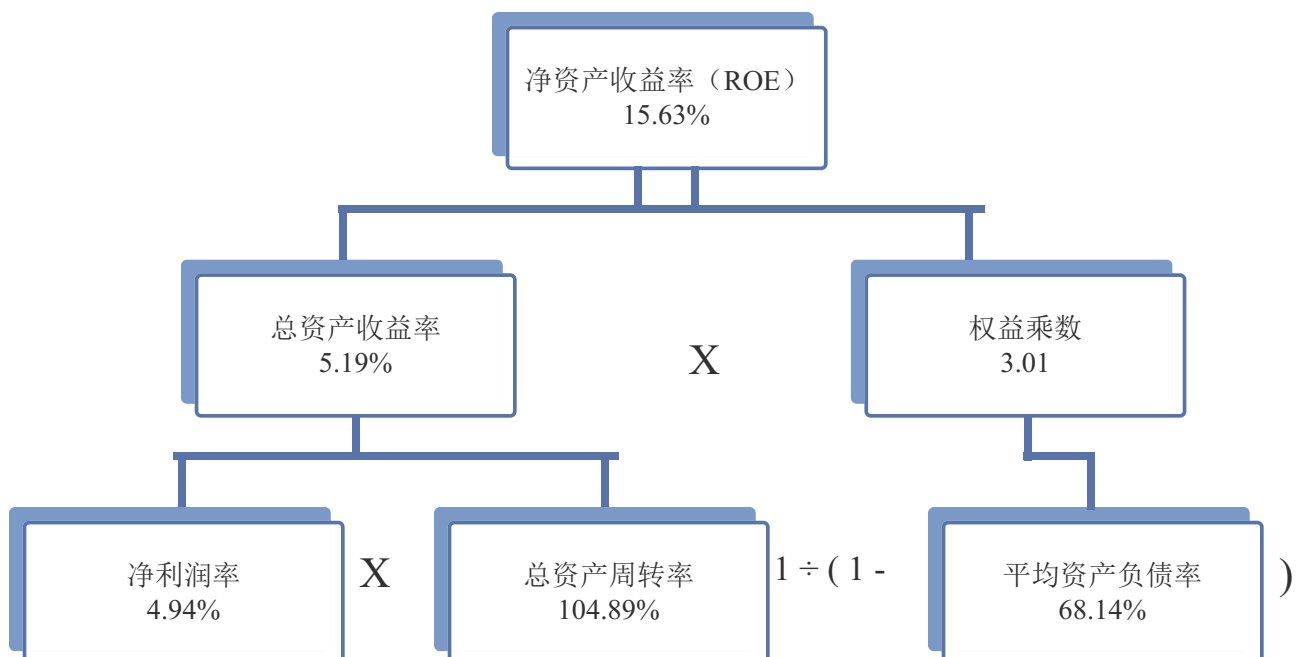 净资产收益率（ROE）
15.63%
总资产收益率
5.19%
X
权益乘数
3.01
净利润率
4.94%
X
总资产周转率
104.89%
1 ÷ ( 1 -
平均资产负债率
68.14%
)